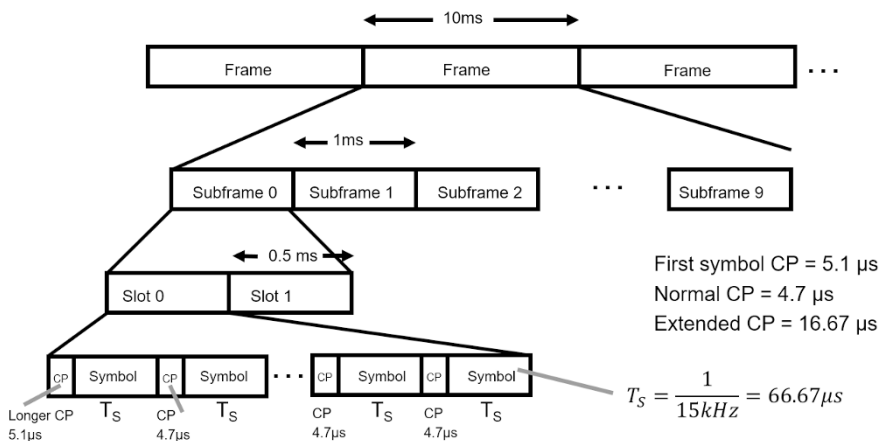 10ms
Frame Frame Frame ...
1ms
Subframe 0 Subframe 1 Subframe 2 ... Subframe 9
0.5 ms
Slot 0 Slot 1
First symbol CP = 5.1 µs
Normal CP = 4.7 µs
Extended CP = 16.67 µs
CP Symbol CP Symbol ... CP Symbol CP Symbol
Longer CP T_S CP T_S CP T_S CP T_S
5.1µs 4.7µs 4.7µs 4.7µs
T_S = 1/15kHz = 66.67µs